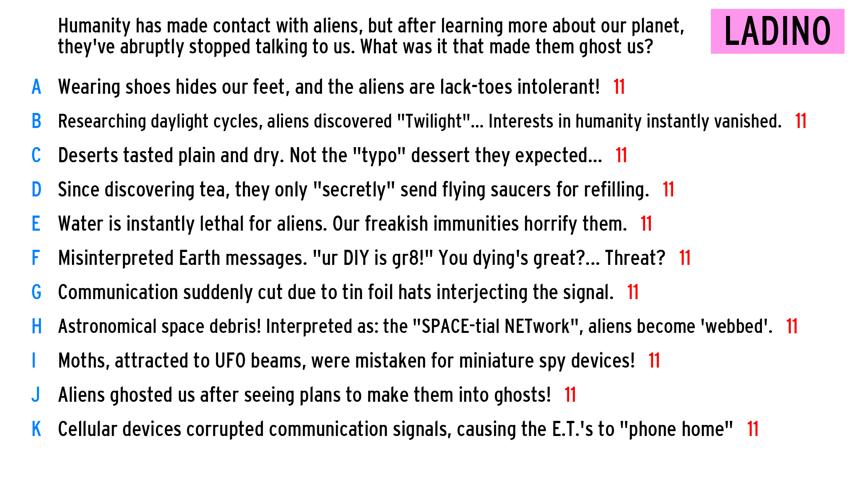 Humanity has made contact with aliens, but after learning more about our planet,
they've abruptly stopped talking to us. What was it that made them ghost us?
LADINO
A Wearing shoes hides our feet, and the aliens are lack-toes intolerant! 11
B Researching daylight cycles, aliens discovered "Twilight"... Interests in humanity instantly vanished. 11
C Deserts tasted plain and dry. Not the "typo" dessert they expected... 11
D Since discovering tea, they only "secretly" send flying saucers for refilling. 11
E Water is instantly lethal for aliens. Our freakish immunities horrify them. 11
F Misinterpreted Earth messages. "ur DIY is gr8!" You dying's great?... Threat? 11
G Communication suddenly cut due to tin foil hats interjecting the signal. 11
H Astronomical space debris! Interpreted as: the "SPACE-tial NETwork", aliens become 'webbed'. 11
I Moths, attracted to UFO beams, were mistaken for miniature spy devices! 11
J Aliens ghosted us after seeing plans to make them into ghosts! 11
K Cellular devices corrupted communication signals, causing the E.T.'s to "phone home" 11